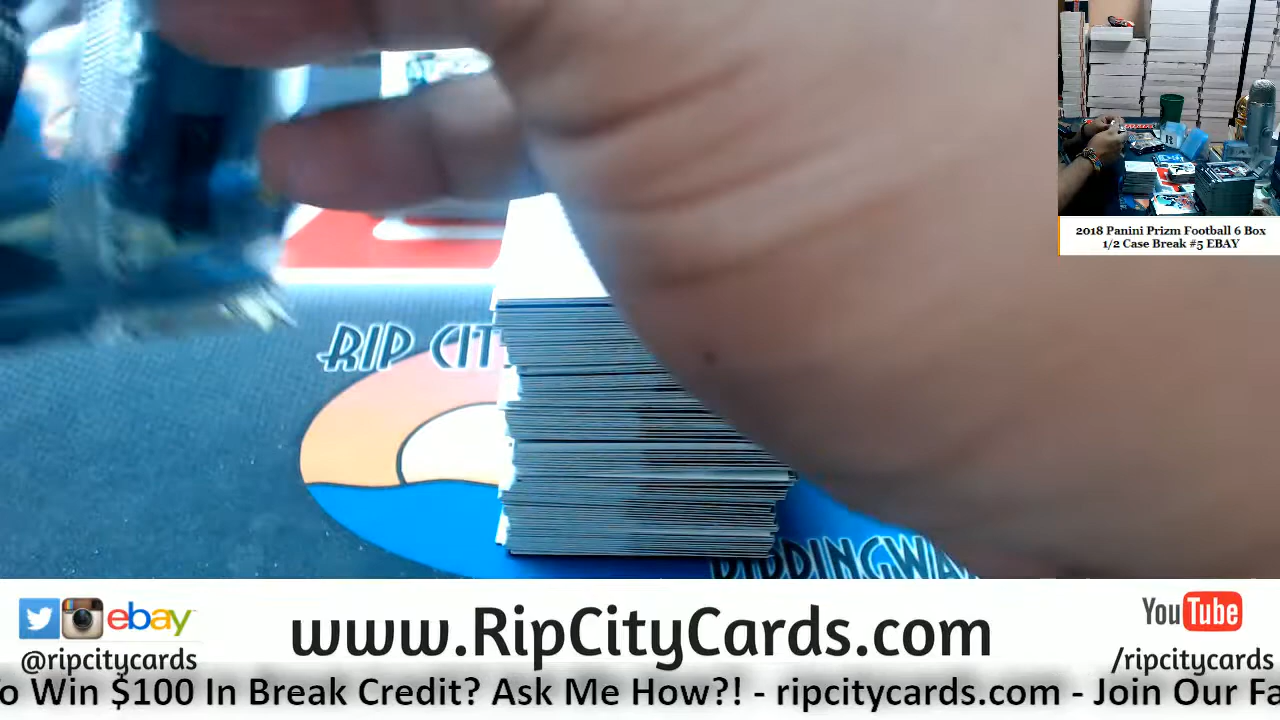 2018 Panini Prizm Football 6 Box
1/2 Case Break #5 EBAY
RIP CIT
RIPPINGWA
ebay
@ripcitycards
www.RipCityCards.com
YouTube
/ripcitycards
o Win $100 In Break Credit? Ask Me How?! - ripcitycards.com - Join Our Fa